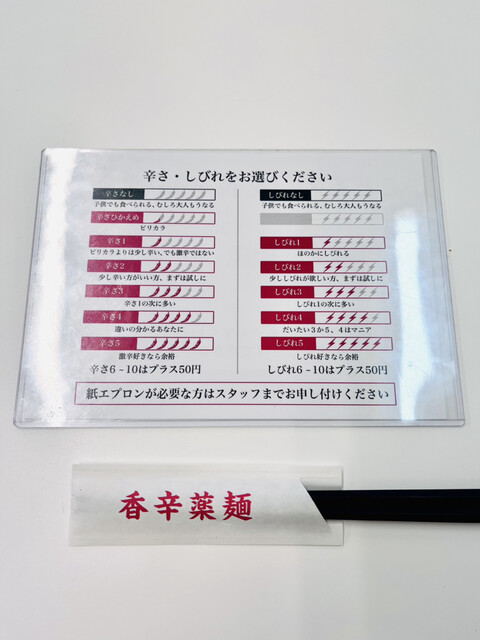 辛さ・しびれをお選びください
辛さなし
子供でも食べられる、むしろ大人もうなる
辛さひかえめ
ピリカラ
辛さ1
ピリカラよりは少し辛い、でも激辛ではない
辛さ2
少し辛い方がいい方、まずは試しに
辛さ3
辛さ1の次に多い
辛さ4
違いの分かるあなたに
辛さ5
激辛好きなら余裕
辛さ6~10はプラス50円
しびれなし
子供でも食べられる、むしろ大人もうなる
しびれ1
ほのかにしびれる
しびれ2
少ししびれが欲しい方、まずは試しに
しびれ3
しびれ1の次に多い
しびれ4
だいたい3か5、4はマニア
しびれ5
しびれ好きなら余裕
しびれ6~10はプラス50円
紙エプロンが必要な方はスタッフまでお申し付けください
香辛薬麺